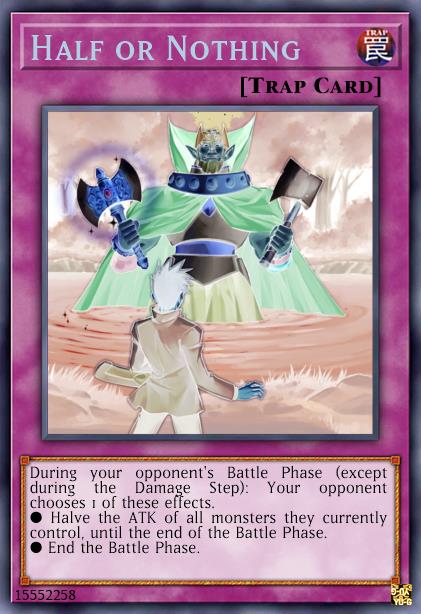 Half or Nothing
TRAP
罠
[Trap Card]
During your opponent's Battle Phase (except
during the Damage Step): Your opponent
chooses 1 of these effects.
● Halve the ATK of all monsters they currently
control, until the end of the Battle Phase.
● End the Battle Phase.
15552258